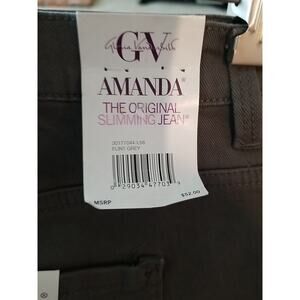 GV
Gloria Vanderbilt
AMANDA®
THE ORIGINAL
SLIMMING JEAN®
FLINT GREY
MSRP
$52.00
®